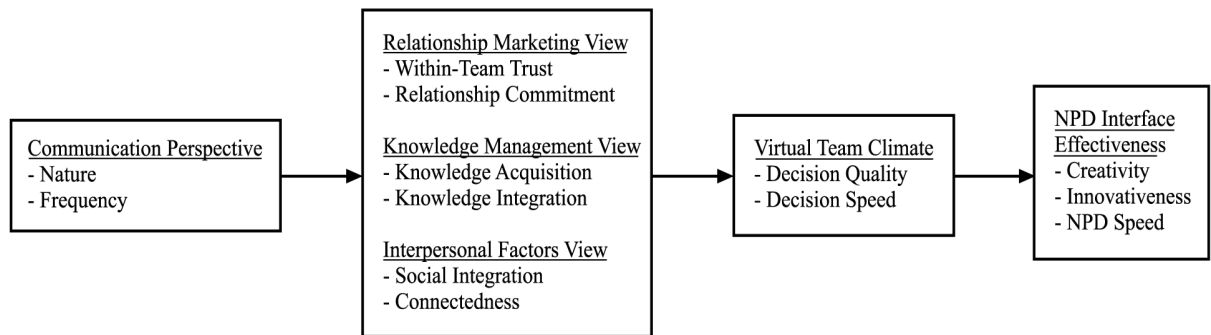 Communication Perspective
- Nature
- Frequency
Relationship Marketing View
- Within-Team Trust
- Relationship Commitment
Knowledge Management View
- Knowledge Acquisition
- Knowledge Integration
Interpersonal Factors View
- Social Integration
- Connectedness
Virtual Team Climate
- Decision Quality
- Decision Speed
NPD Interface
Effectiveness
- Creativity
- Innovativeness
- NPD Speed